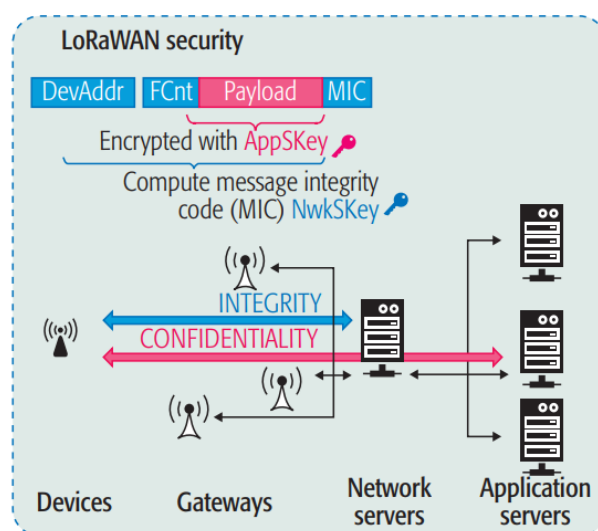 LoRaWAN security
DevAddr FCnt Payload MIC
Encrypted with AppSKey
Compute message integrity
code (MIC) NwkSKey
INTEGRITY
CONFIDENTIALITY
Devices Gateways Network servers Application servers